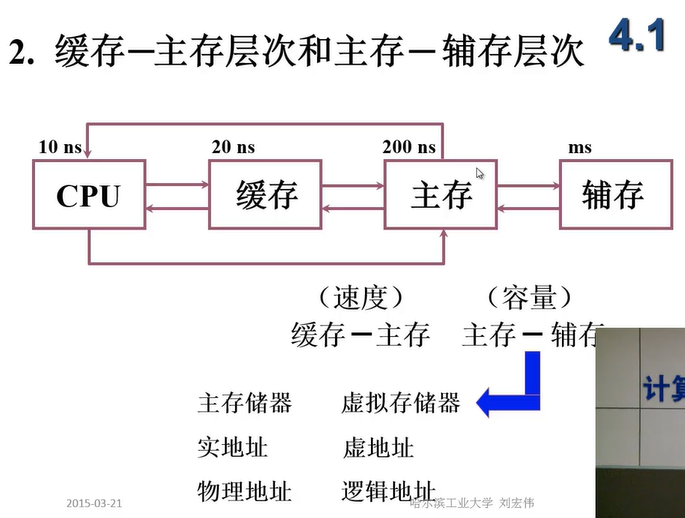 2. 缓存－主存层次和主存－辅存层次 4.1
10 ns 20 ns 200 ns ms
CPU 缓存 主存 辅存
（速度） （容量）
缓存－主存 主存－辅存
主存储器 虚拟存储器
实地址 虚地址
物理地址 逻辑地址
2015-03-21 哈尔滨工业大学 刘宏伟
计算